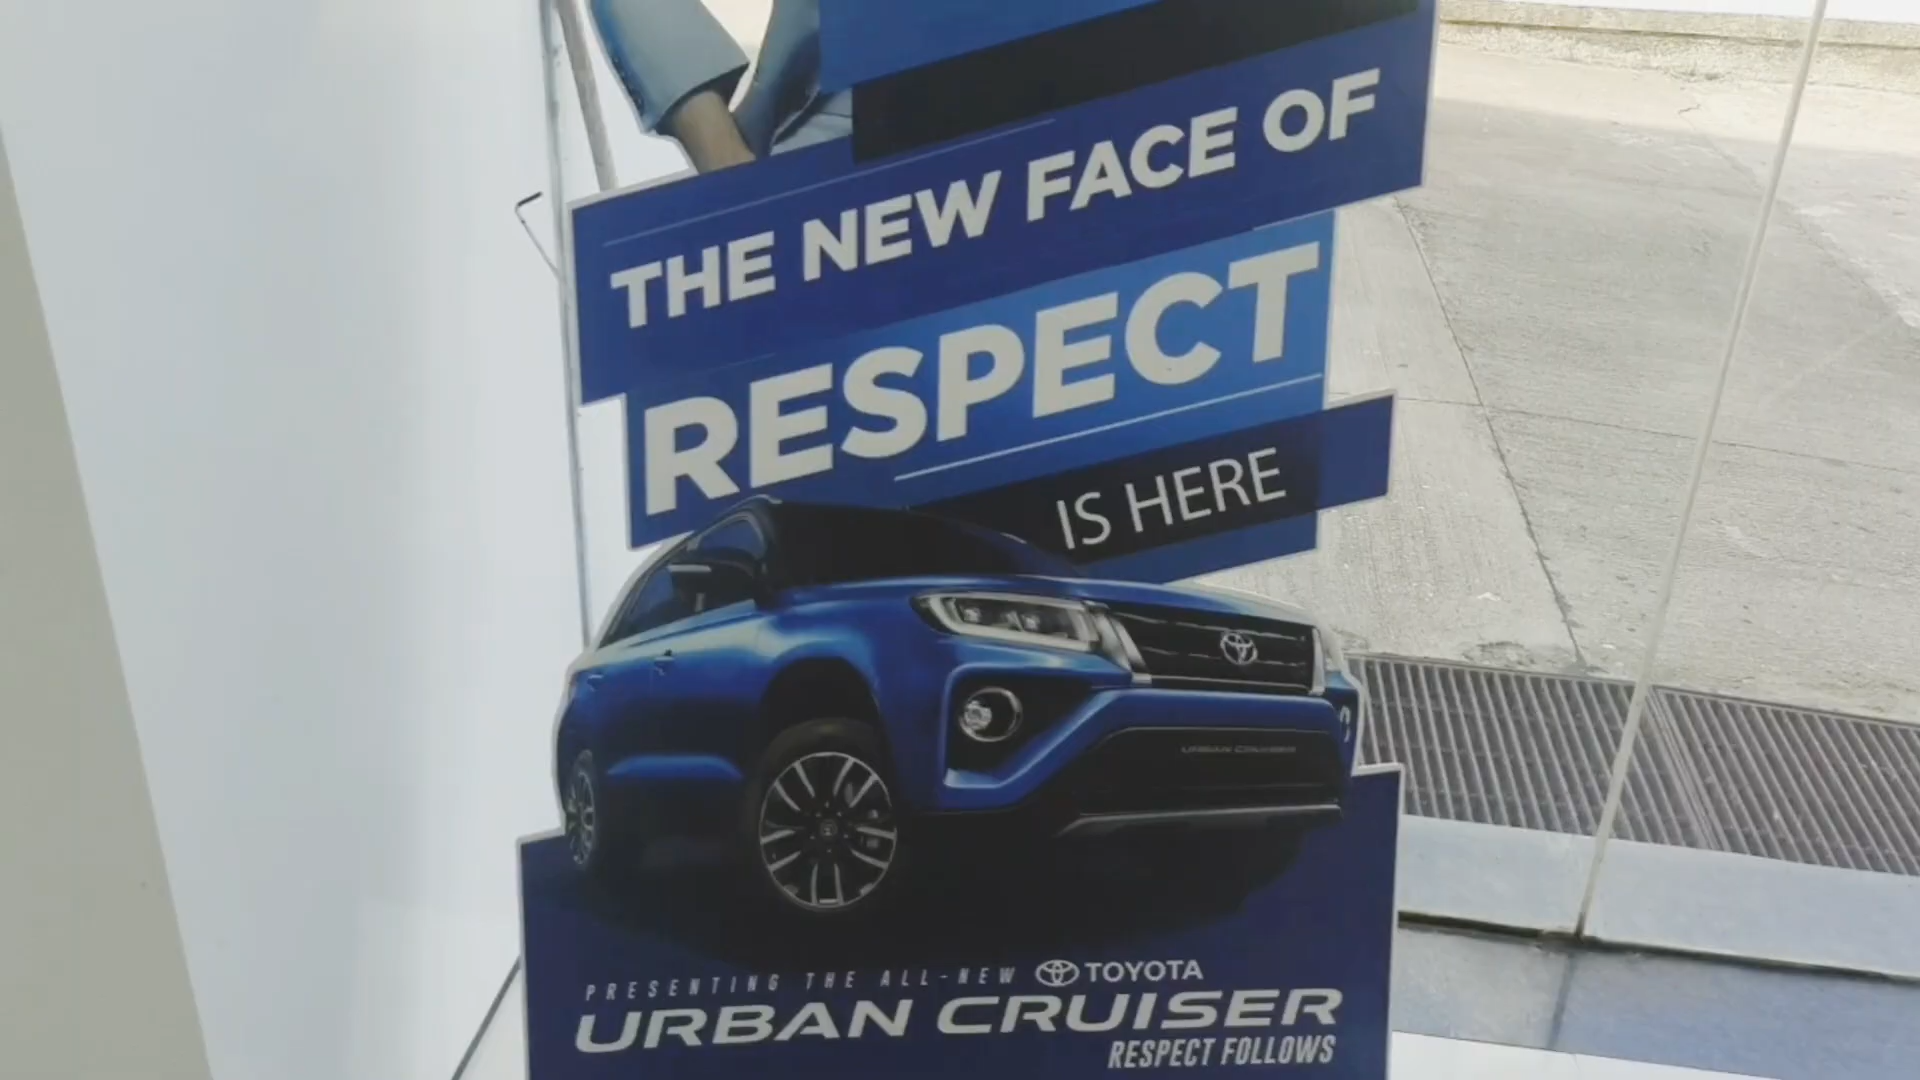 THE NEW FACE OF
RESPECT
IS HERE
URBAN CRUISER
PRESENTING THE ALL-NEW TOYOTA
URBAN CRUISER
RESPECT FOLLOWS